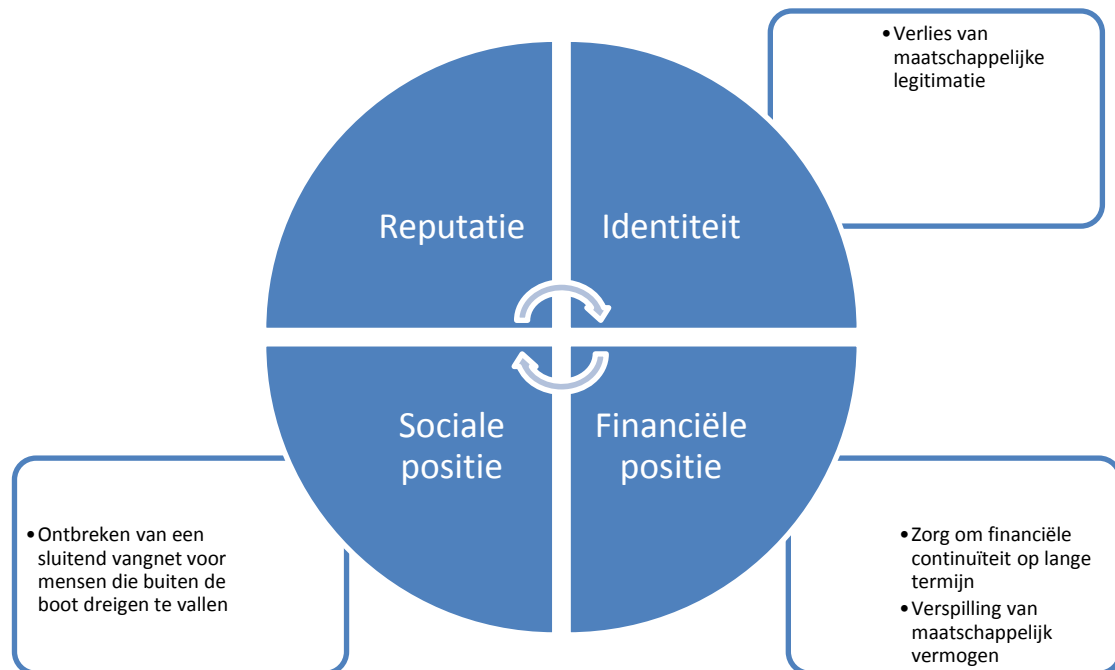 •Verlies van
maatschappelijke
legitimatie
Reputatie
Identiteit
Sociale
positie
Financiële
positie
•Ontbreken van een
sluitend vangnet voor
mensen die buiten de
boot dreigen te vallen
•Zorg om financiële
continuïteit op lange
termijn
•Verspilling van
maatschappelijk
vermogen